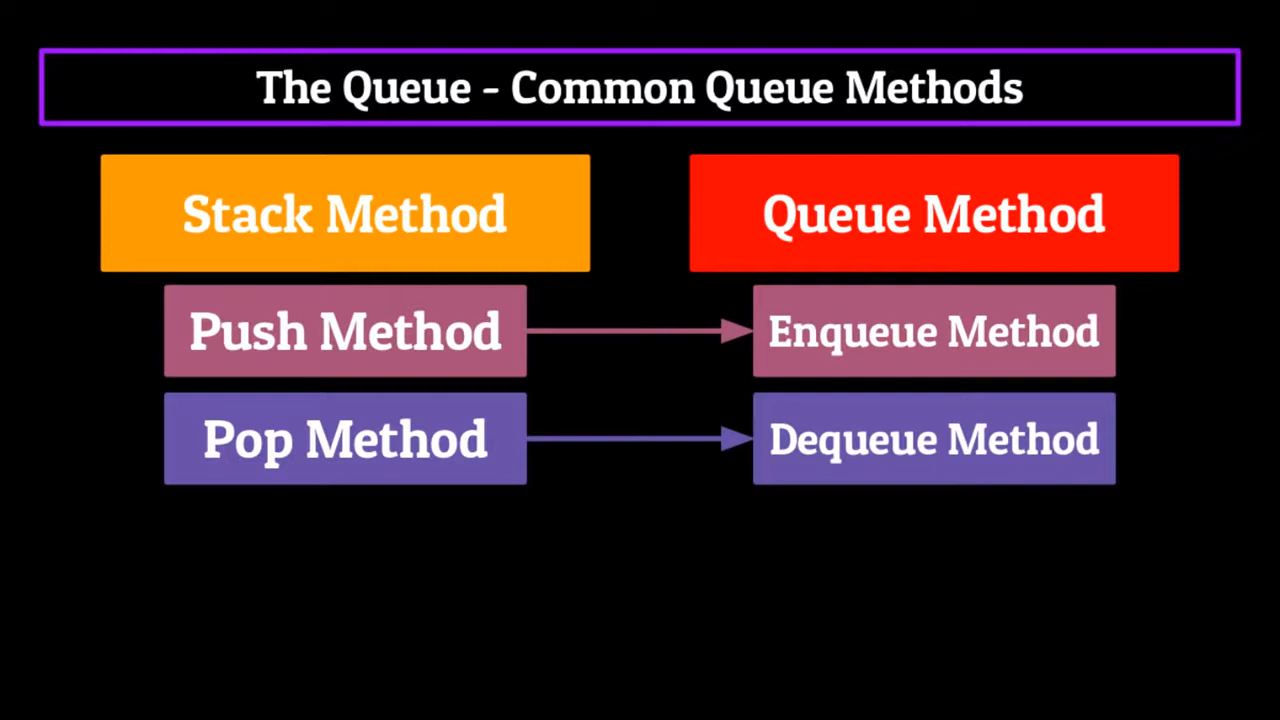 The Queue - Common Queue Methods
Stack Method
Queue Method
Push Method
Enqueue Method
Pop Method
Dequeue Method